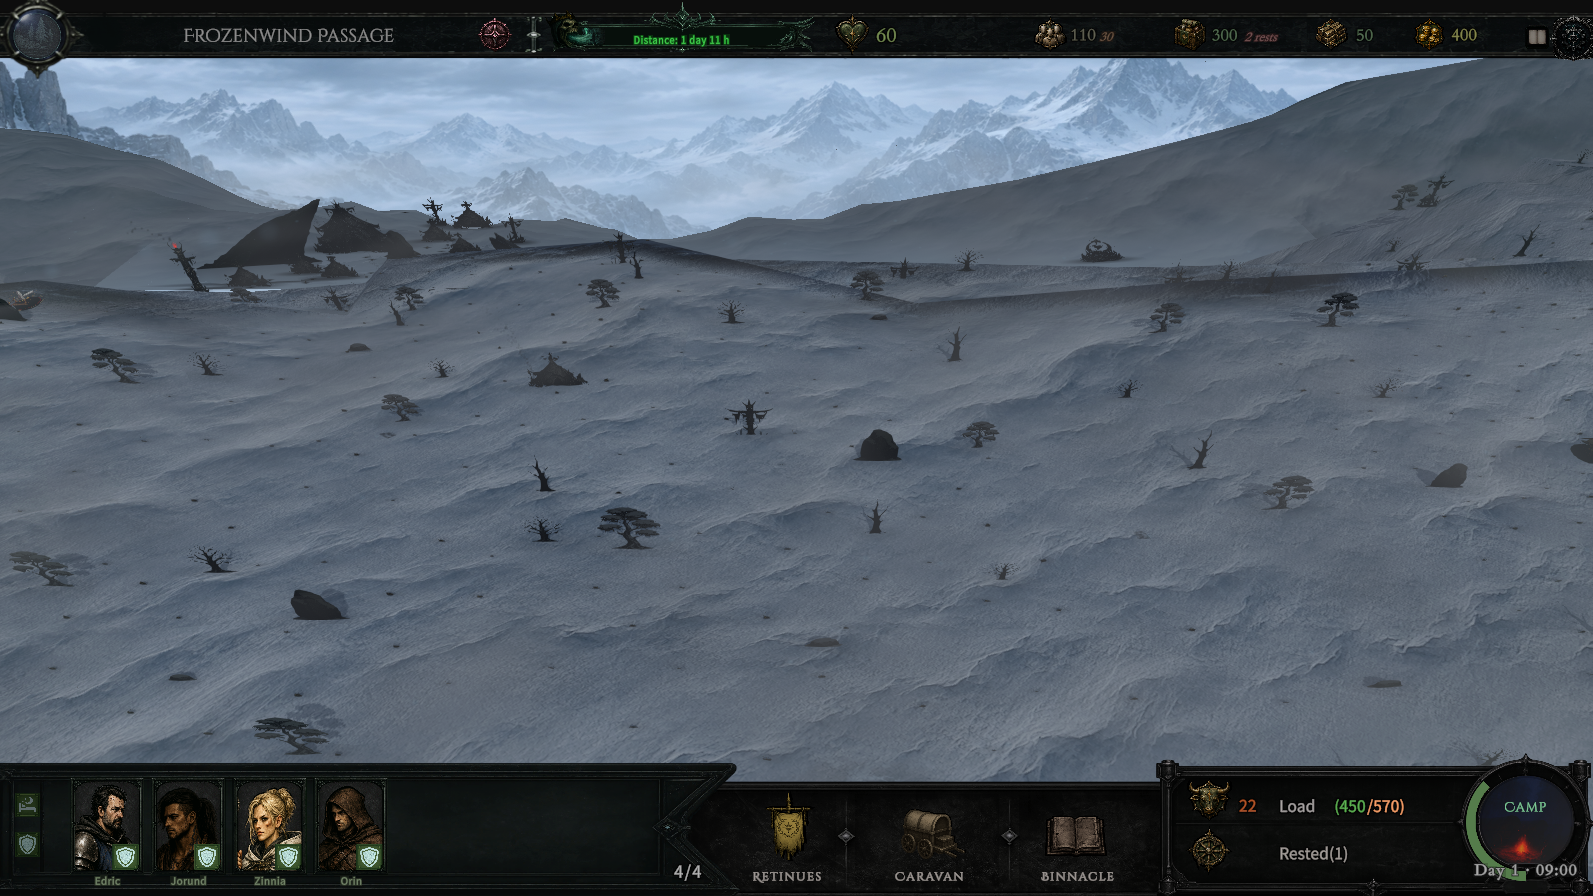 Frozenwind Passage
Distance: 1 day 11 h
60
110 30
300 2 rests
50
400
Edric
Jorund
Zinnia
Orin
4/4
Retinues
Caravan
Binnacle
22 Load (450/570)
Rested(1)
Camp
Day 1 · 09:00